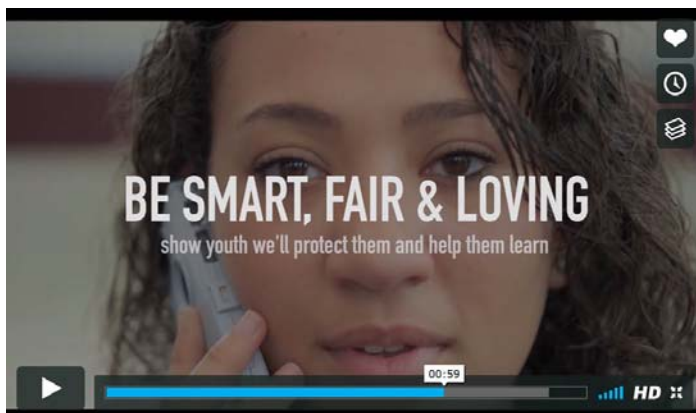 BE SMART, FAIR & LOVING
show youth we'll protect them and help them learn
00:59
HD